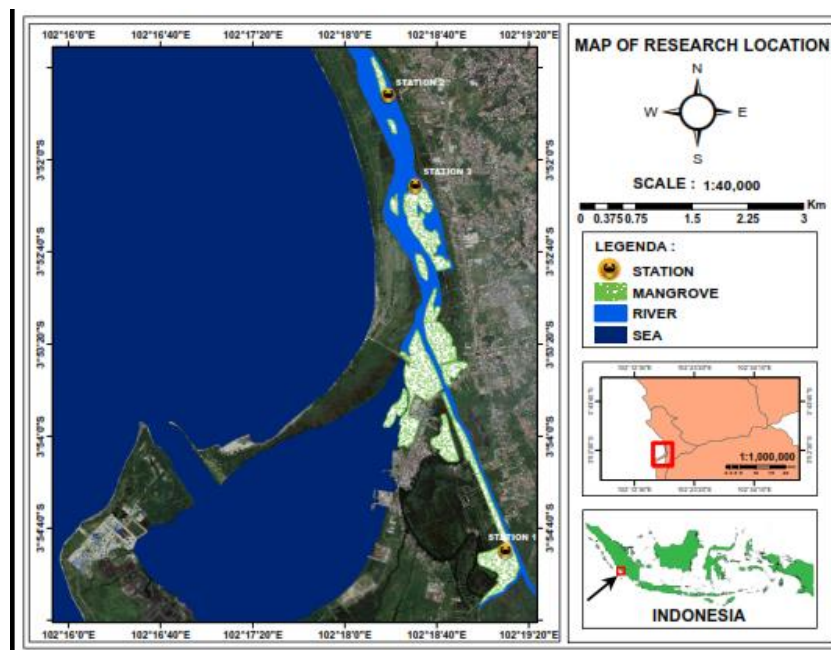 102°16'0"E 102°16'40"E 102°17'20"E 102°18'0"E 102°18'40"E 102°19'20"E
STATION 2
STATION 3
STATION 1
3°52'0"S
3°52'40"S
3°53'20"S
3°54'0"S
3°54'40"S
102°16'0"E 102°16'40"E 102°17'20"E 102°18'0"E 102°18'40"E 102°19'20"E
3°52'0"S
3°52'40"S
3°53'20"S
3°54'0"S
3°54'40"S
MAP OF RESEARCH LOCATION
N
W E
S
SCALE : 1:40,000
Km
0 0.375 0.75 1.5 2.25 3
LEGENDA :
STATION
MANGROVE
RIVER
SEA
1:1,000,000
INDONESIA